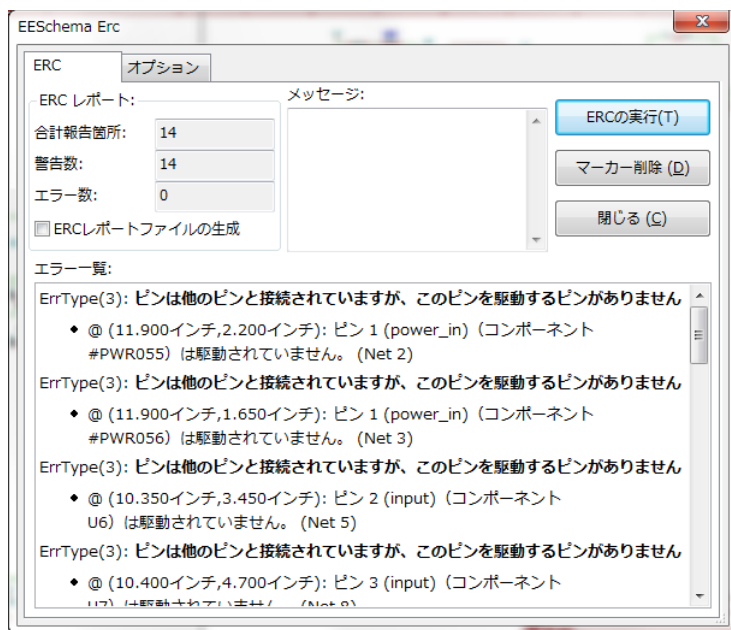 EESchema Erc
ERC
オプション
ERC レポート:
メッセージ:
合計報告箇所:
14
ERCの実行(T)
警告数:
14
マーカー削除 (D)
エラー数:
0
ERCレポートファイルの生成
閉じる (C)
エラー一覧:
ErrType(3): ピンは他のピンと接続されていますが、このピンを駆動するピンがありません
@ (11.900インチ,2.200インチ): ピン 1 (power_in)（コンポーネント
#PWR055）は駆動されていません。 (Net 2)
ErrType(3): ピンは他のピンと接続されていますが、このピンを駆動するピンがありません
@ (11.900インチ,1.650インチ): ピン 1 (power_in)（コンポーネント
#PWR056）は駆動されていません。 (Net 3)
ErrType(3): ピンは他のピンと接続されていますが、このピンを駆動するピンがありません
@ (10.350インチ,3.450インチ): ピン 2 (input)（コンポーネント
U6）は駆動されていません。 (Net 5)
ErrType(3): ピンは他のピンと接続されていますが、このピンを駆動するピンがありません
@ (10.400インチ,4.700インチ): ピン 3 (input)（コンポーネント
U7）は駆動されていません。 (Net 8)